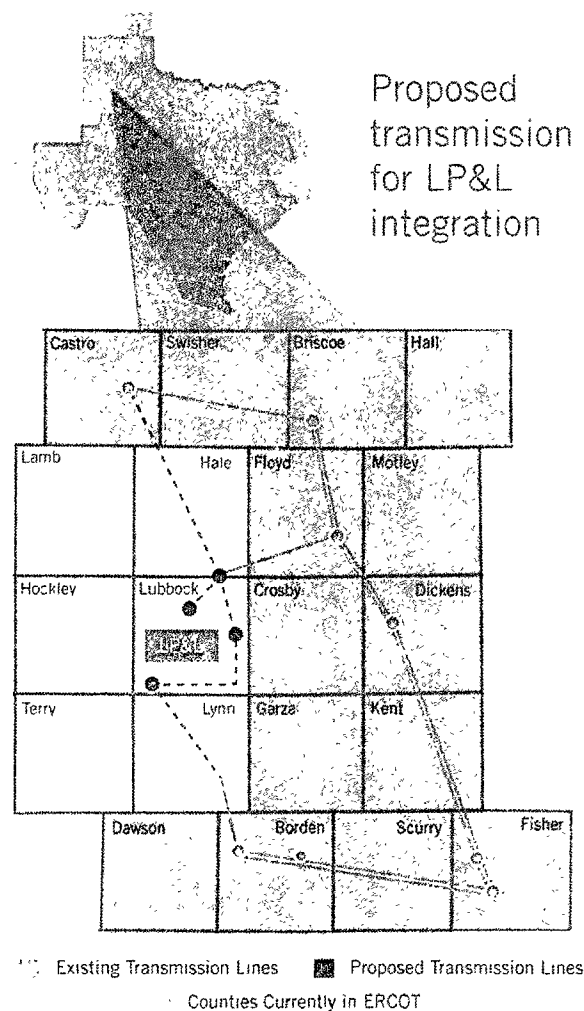 Proposed
transmission
for LP&L
integration
Castro
Swisher
Briscoe
Hall
Lamb
Hale
Floyd
Motley
Hockley
Lubbock
Crosby
Dickens
LP&L
Terry
Lynn
Garza
Kent
Dawson
Borden
Scurry
Fisher
Existing Transmission Lines
Proposed Transmission Lines
Counties Currently in ERCOT